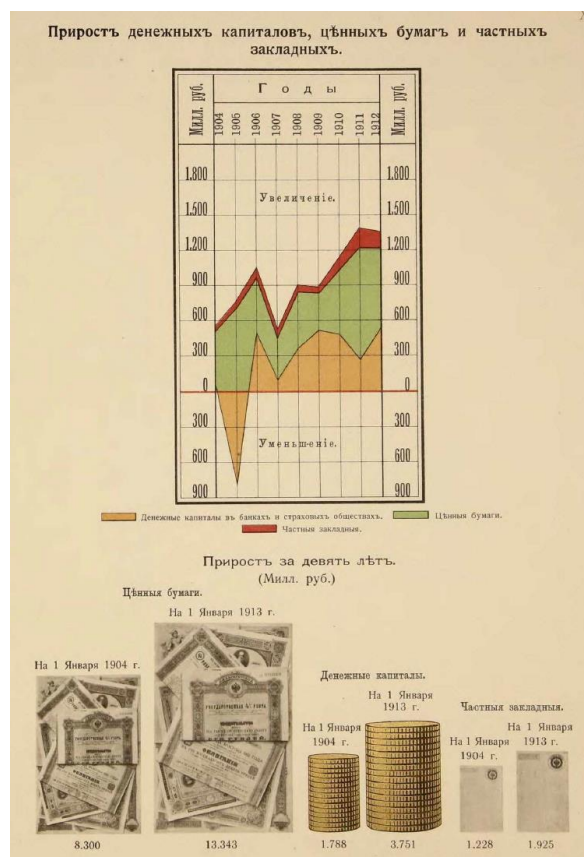 Приростъ денежныхъ капиталовъ, цѣнныхъ бумагъ и частныхъ
закладныхъ.
Милл. руб.
Годы
Милл. руб.
1904
1905
1906
1907
1908
1909
1910
1911
1912
1.800
1.800
Увеличеніе.
1.500
1.500
1.200
1.200
900
900
600
600
300
300
0
0
300
300
Уменьшеніе.
600
600
900
900
Денежные капиталы въ банкахъ и страховыхъ обществахъ.
Цѣнныя бумаги.
Частныя закладныя.
Приростъ за девять лѣтъ.
(Милл. руб.)
Цѣнныя бумаги.
На 1 Января 1904 г.
На 1 Января 1913 г.
Денежные капиталы.
На 1 Января
1904 г.
На 1 Января
1913 г.
Частныя закладныя.
На 1 Января
1904 г.
На 1 Января
1913 г.
8.300
13.343
1.788
3.751
1.228
1.925